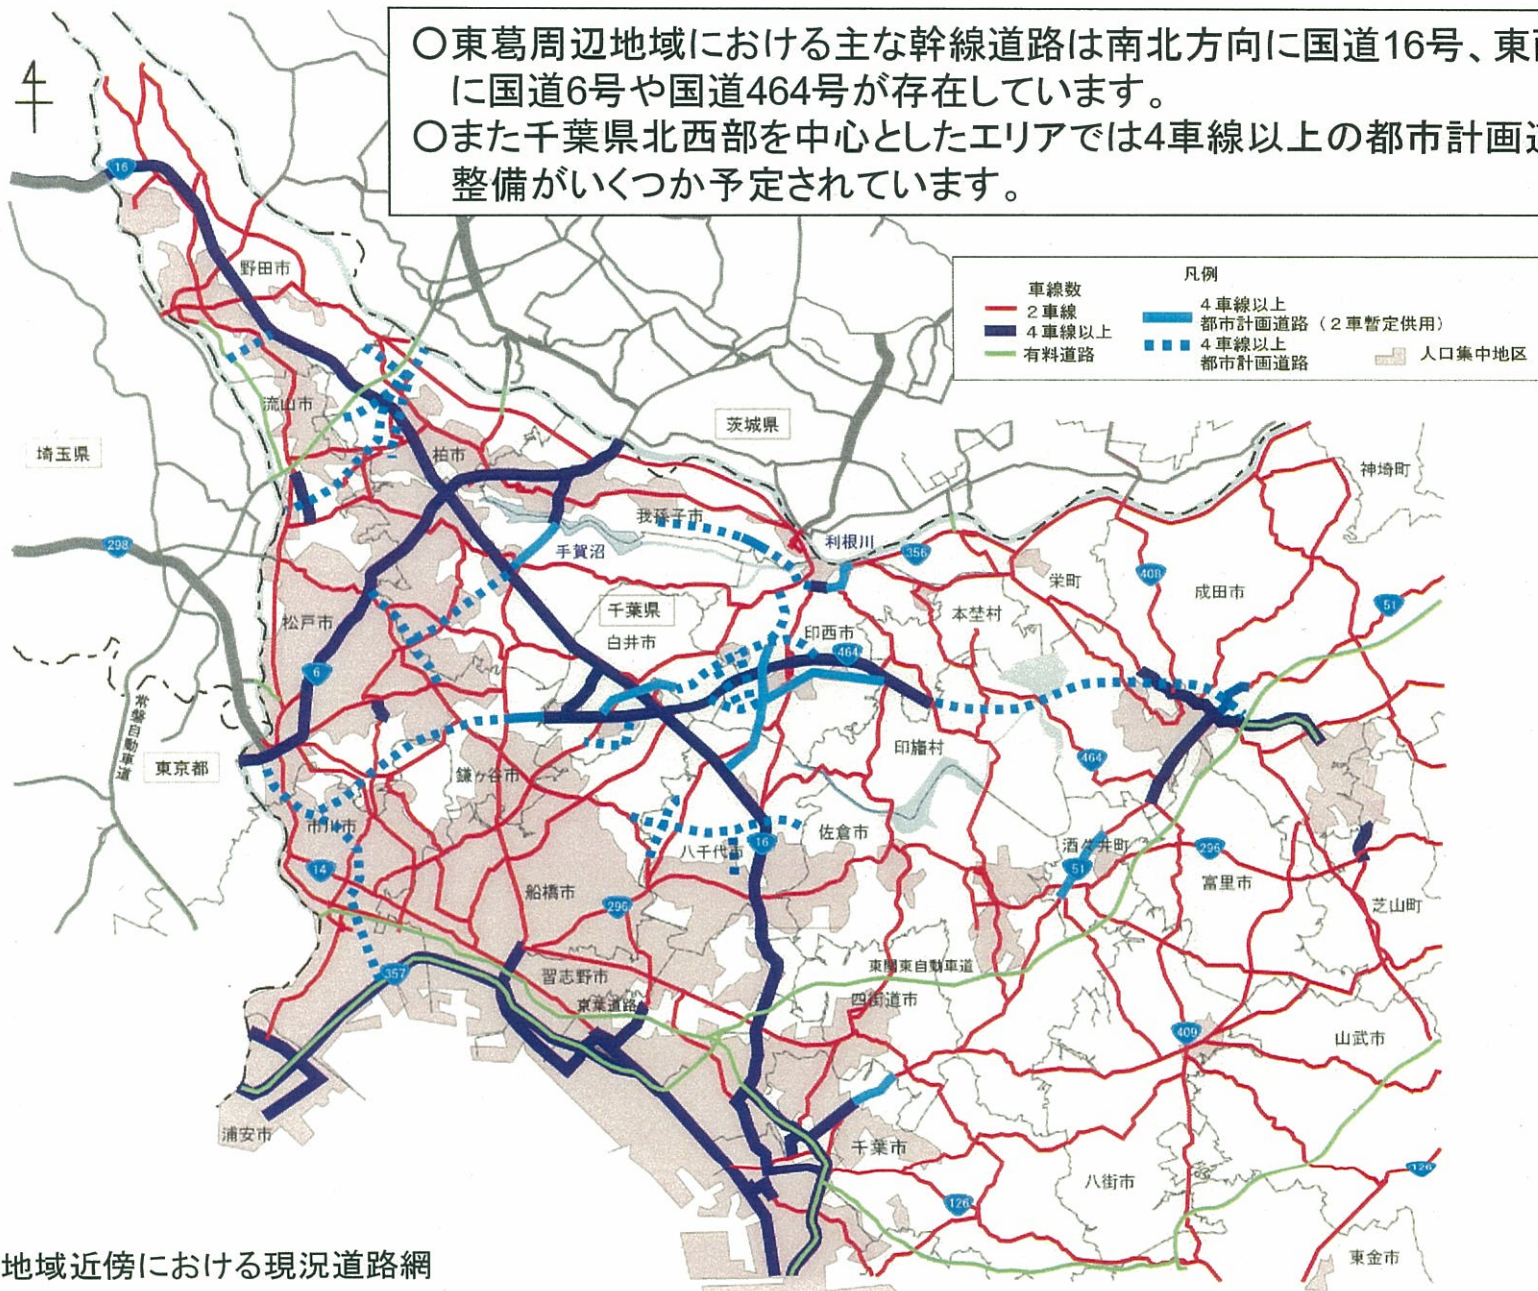 ○東葛周辺地域における主な幹線道路は南北方向に国道16号、東西
に国道6号や国道464号が存在しています。
○また千葉県北西部を中心としたエリアでは4車線以上の都市計画道
整備がいくつか予定されています。
凡例
車線数
2車線
4車線以上
有料道路
4車線以上
都市計画道路（2車暫定供用）
4車線以上
都市計画道路
人口集中地区
16
野田市
流山市
茨城県
埼玉県
柏市
神埼町
我孫子市
利根川
298
手賀沼
356
栄町
408
成田市
51
千葉県
本埜村
松戸市
白井市
印西市
464
6
常磐自動車道
東京都
印旛村
464
鎌ヶ谷市
市川市
佐倉市
八千代市
16
酒々井町
296
14
51
富里市
船橋市
296
芝山町
357
習志野市
東関東自動車道
京葉道路
四街道市
409
山武市
浦安市
千葉市
126
八街市
126
東金市
地域近傍における現況道路網